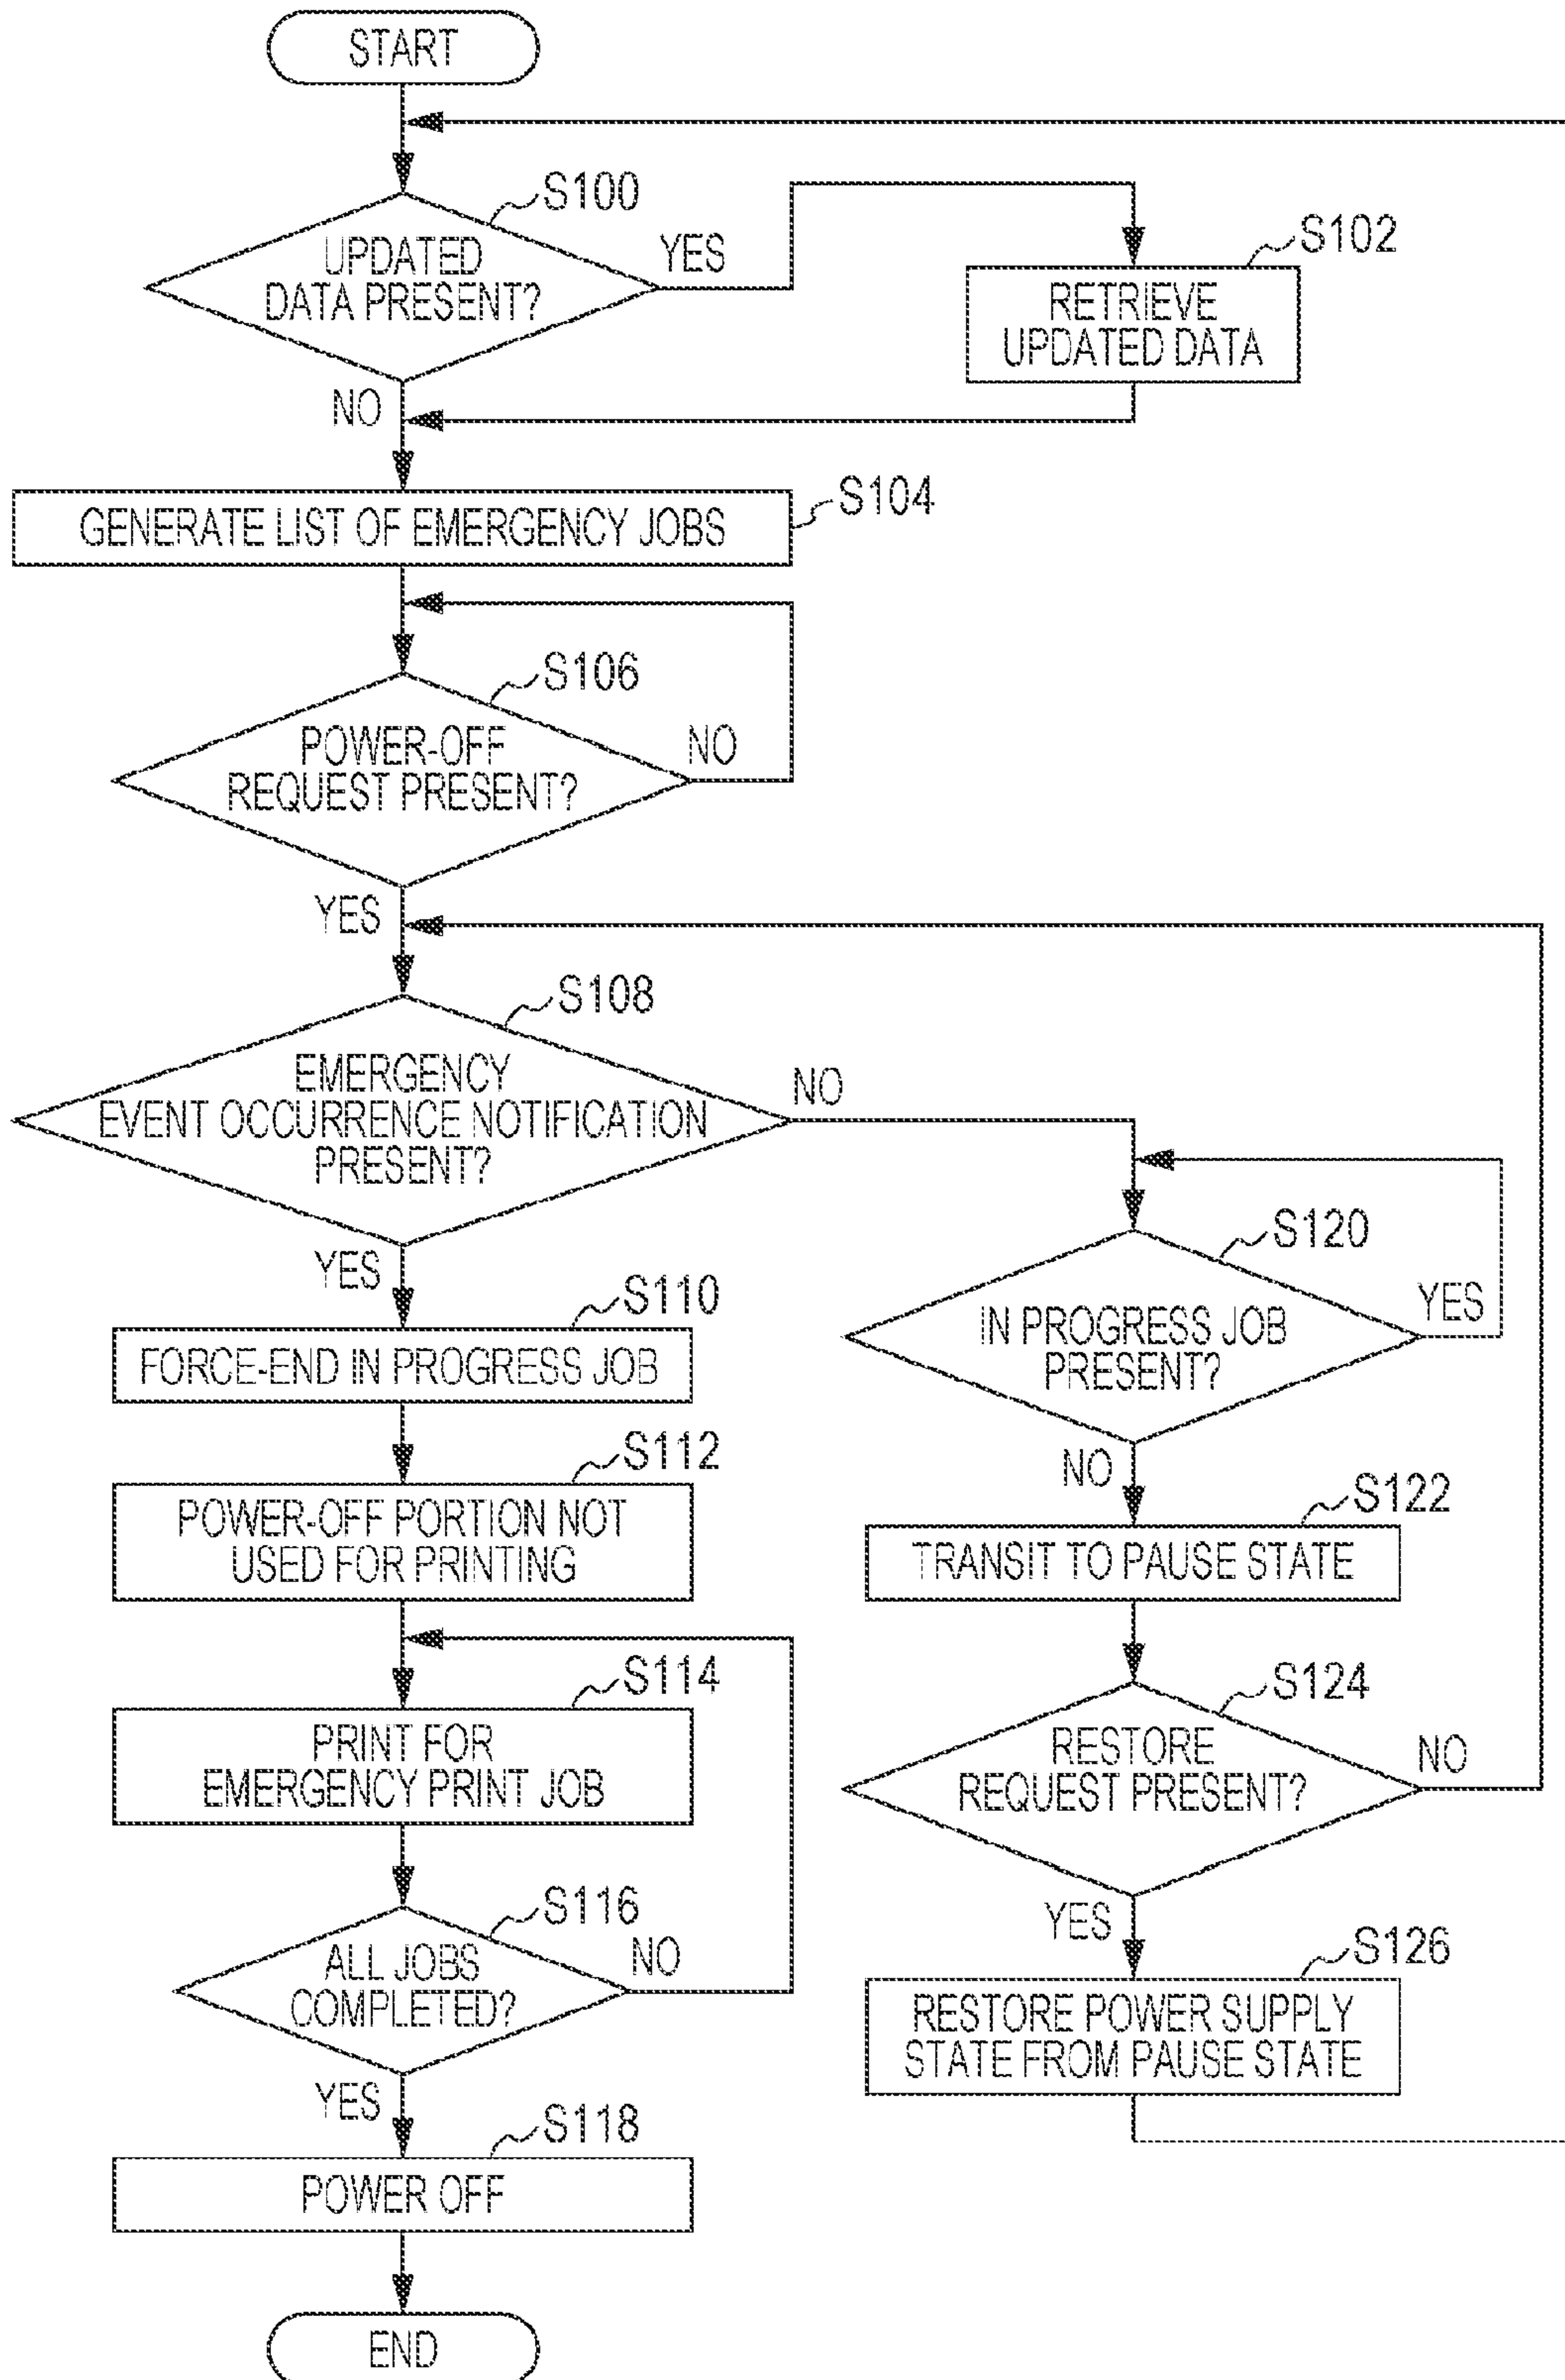 START
S100
UPDATED
DATA PRESENT?
YES
S102
RETRIEVE
UPDATED DATA
NO
S104
GENERATE LIST OF EMERGENCY JOBS
S106
POWER-OFF
REQUEST PRESENT?
NO
YES
S108
EMERGENCY
EVENT OCCURRENCE NOTIFICATION
PRESENT?
NO
YES
S110
FORCE-END IN PROGRESS JOB
S112
POWER-OFF PORTION NOT
USED FOR PRINTING
S114
PRINT FOR
EMERGENCY PRINT JOB
S116
ALL JOBS
COMPLETED?
NO
YES
S118
POWER OFF
END
S120
IN PROGRESS JOB
PRESENT?
YES
NO
S122
TRANSIT TO PAUSE STATE
S124
RESTORE
REQUEST PRESENT?
NO
YES
S126
RESTORE POWER SUPPLY
STATE FROM PAUSE STATE